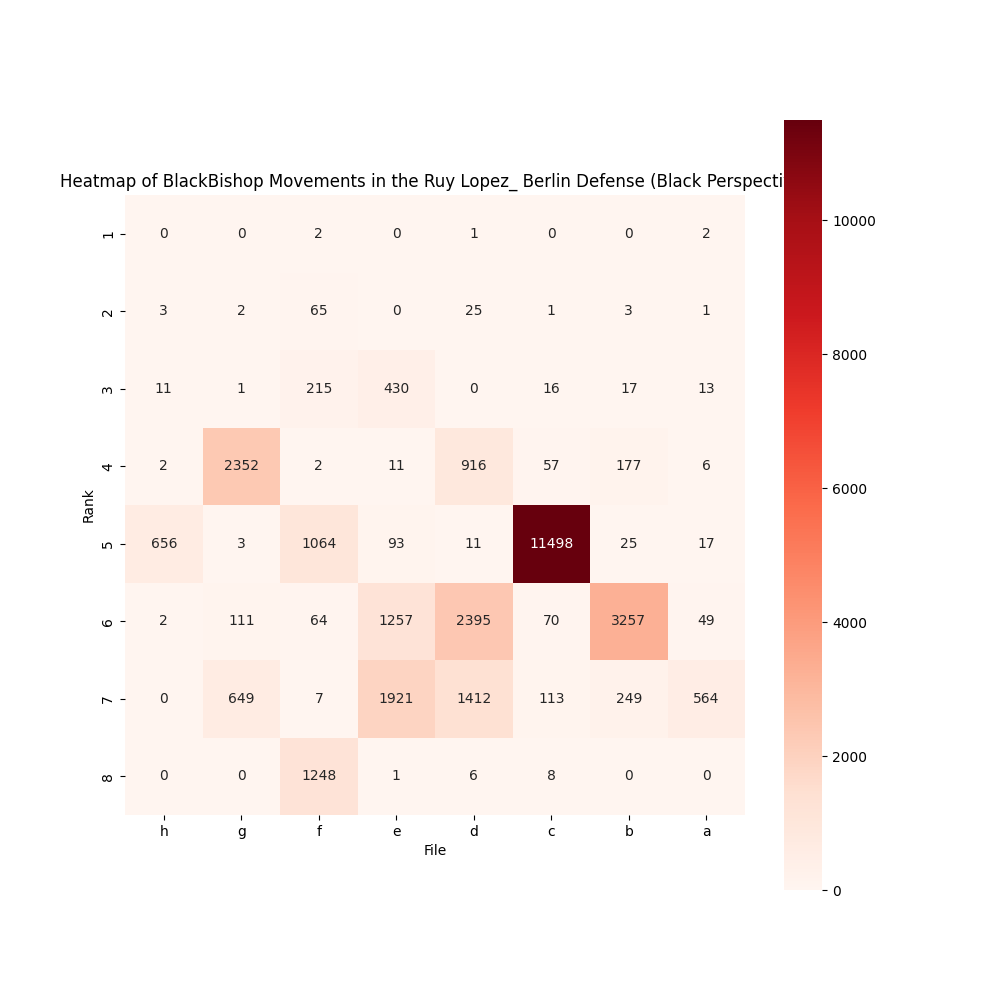 Heatmap of BlackBishop Movements in the Ruy Lopez_ Berlin Defense (Black Perspecti
1 0 0 2 0 1 0 0 2
2 3 2 65 0 25 1 3 1
3 11 1 215 430 0 16 17 13
4 2 2352 2 11 916 57 177 6
5 656 3 1064 93 11 11498 25 17
6 2 111 64 1257 2395 70 3257 49
7 0 649 7 1921 1412 113 249 564
8 0 0 1248 1 6 8 0 0
h g f e d c b a
File
Rank
10000
8000
6000
4000
2000
0